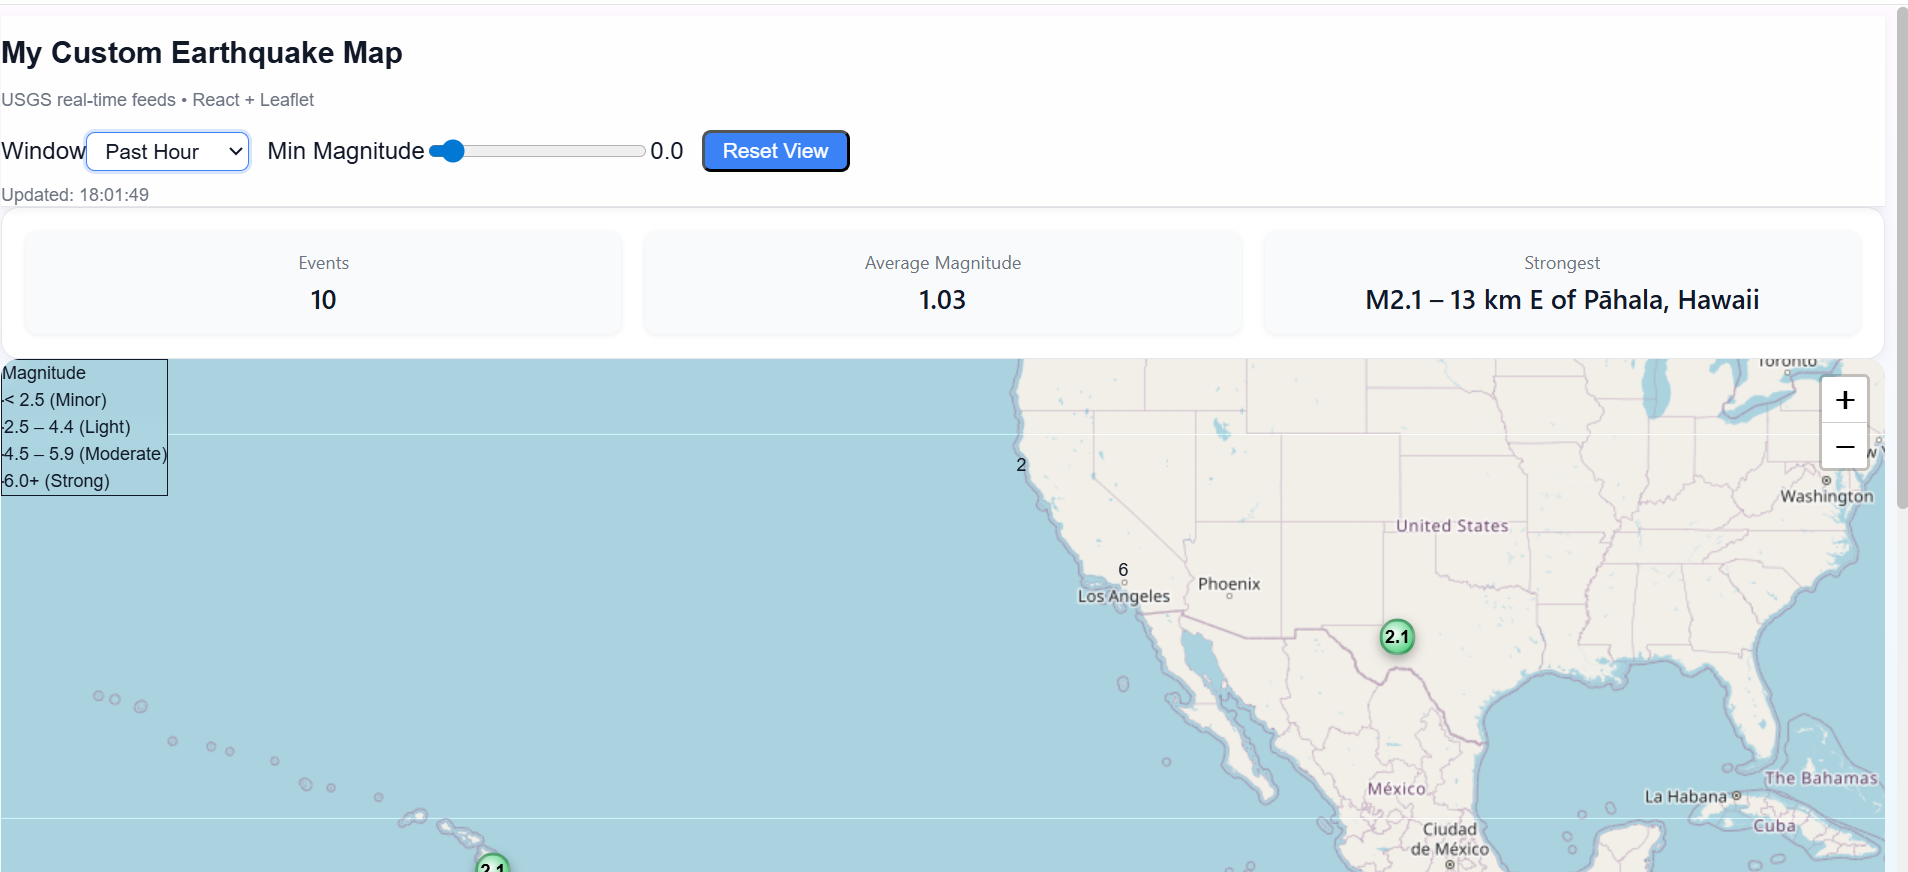 My Custom Earthquake Map
USGS real-time feeds • React + Leaflet
Window Past Hour Min Magnitude 0.0 Reset View
Updated: 18:01:49
Events
10
Average Magnitude
1.03
Strongest
M2.1 – 13 km E of Pāhala, Hawaii
Magnitude
< 2.5 (Minor)
2.5 – 4.4 (Light)
4.5 – 5.9 (Moderate)
6.0+ (Strong)
Toronto
+
−
2
Washington
United States
6
Los Angeles
Phoenix
2.1
México
The Bahamas
La Habana
Cuba
Ciudad
de México
2.1